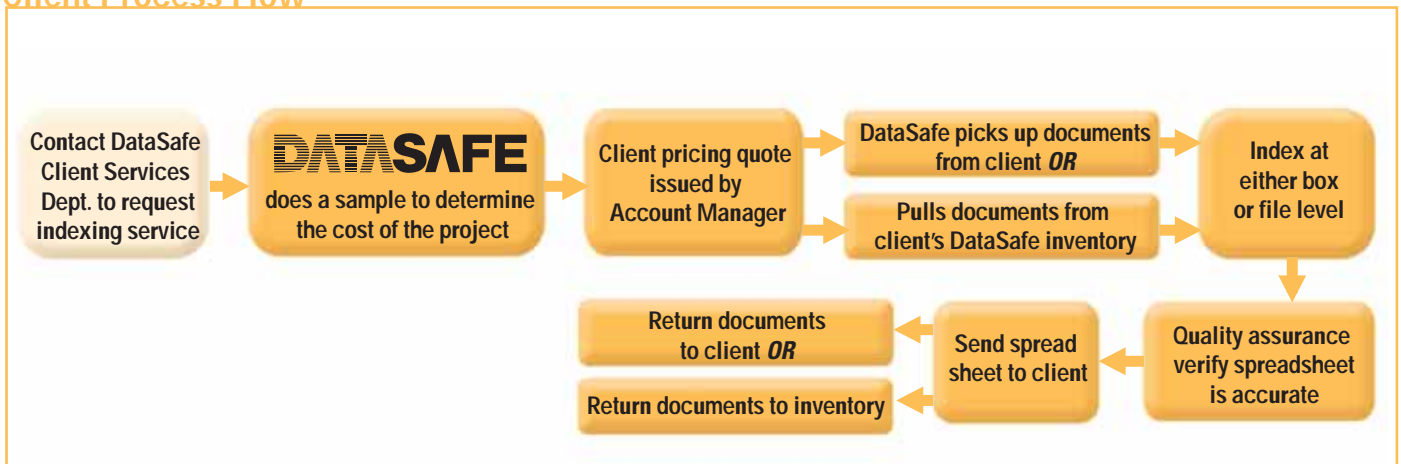 Client Process Flow
Contact DataSafe
Client Services
Dept. to request
indexing service
DATASAFE
does a sample to determine
the cost of the project
Client pricing quote
issued by
Account Manager
DataSafe picks up documents
from client OR
Pulls documents from
client's DataSafe inventory
Index at
either box
or file level
Quality assurance
verify spreadsheet
is accurate
Send spread
sheet to client
Return documents
to client OR
Return documents to inventory